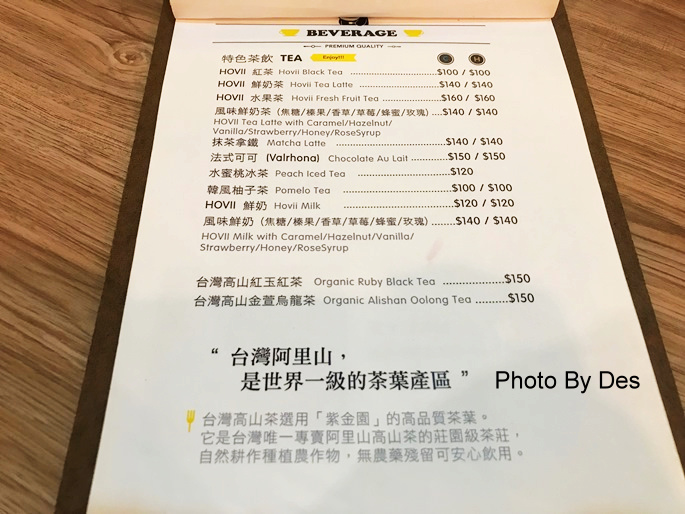 BEVERAGE
PREMIUM QUALITY
特色茶飲 TEA Enjoy!!! C H
HOVII 紅茶 Hovii Black Tea ........................$100 / $100
HOVII 鮮奶茶 Hovii Tea Latte ........................$140 / $140
HOVII 水果茶 Hovii Fresh Fruit Tea ................$160 / $160
風味鮮奶茶(焦糖/榛果/香草/草莓/蜂蜜/玫瑰)....$140 / $140
HOVII Tea Latte with Caramel/Hazelnut/
Vanilla/Strawberry/Honey/RoseSyrup
抹茶拿鐵 Matcha Latte ..........................$140 / $140
法式可可 (Valrhona) Chocolate Au Lait ...........$150 / $150
水蜜桃冰茶 Peach Iced Tea ......................$120
韓風柚子茶 Pomelo Tea ..........................$100 / $100
HOVII 鮮奶 Hovii Milk ..........................$120 / $120
風味鮮奶(焦糖/榛果/香草/草莓/蜂蜜/玫瑰).......$140 / $140
HOVII Milk with Caramel/Hazelnut/Vanilla/
Strawberry/Honey/RoseSyrup
台灣高山紅玉紅茶 Organic Ruby Black Tea .................$150
台灣高山金萱烏龍茶 Organic Alishan Oolong Tea .........$150
“ 台灣阿里山,
是世界一級的茶葉產區 ”
Photo By Des
台灣高山茶選用「紫金園」的高品質茶葉。
它是台灣唯一專賣阿里山高山茶的莊園級茶莊,
自然耕作種植農作物,無農藥殘留可安心飲用。